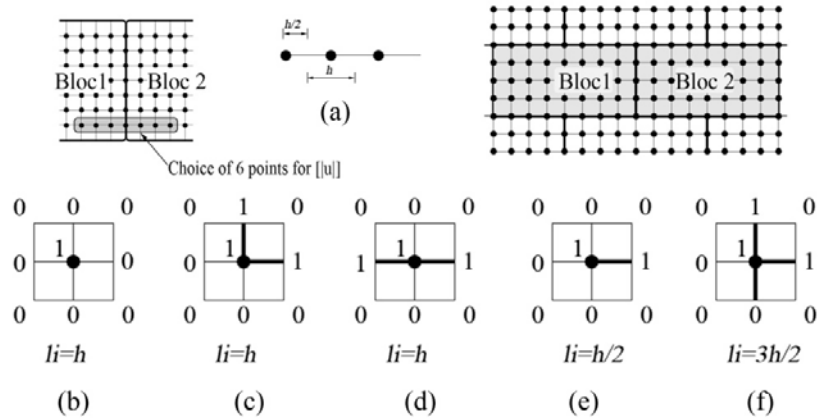 h/2
h
Bloc1 Bloc 2
Bloc1 Bloc 2
(a)
Choice of 6 points for [|u|]
0 0 0 0 1 0 0 0 0 0 0 0 0 1 0
1 1 1 1 1
0 0 0 1 1 1 0 1 0 1
0 0 0 0 0 0 0 0 0 0 0 0 0 0 0
li=h li=h li=h li=h/2 li=3h/2
(b) (c) (d) (e) (f)